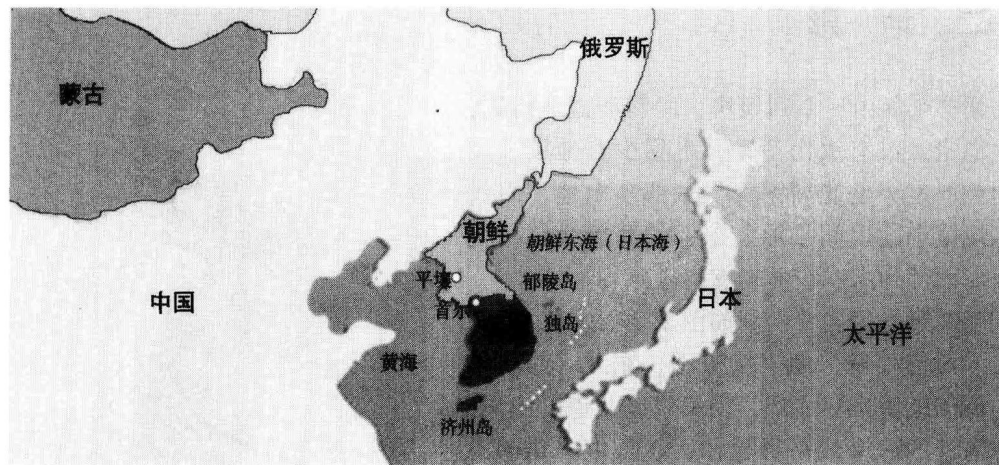 俄罗斯
蒙古
朝鲜
朝鲜东海（日本海）
平壤
郁陵岛
中国
日本
首尔
独岛
太平洋
黄海
济州岛